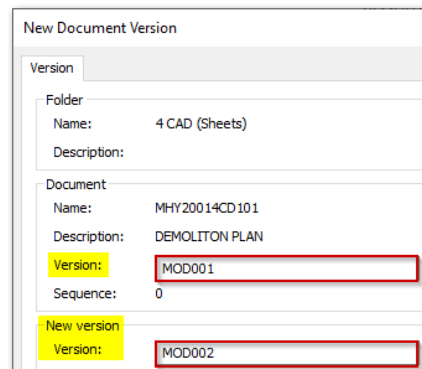 New Document Version
Version
Folder
Name: 4 CAD (Sheets)
Description:
Document
Name: MHY20014CD101
Description: DEMOLITON PLAN
Version: MOD001
Sequence: 0
New version
Version: MOD002